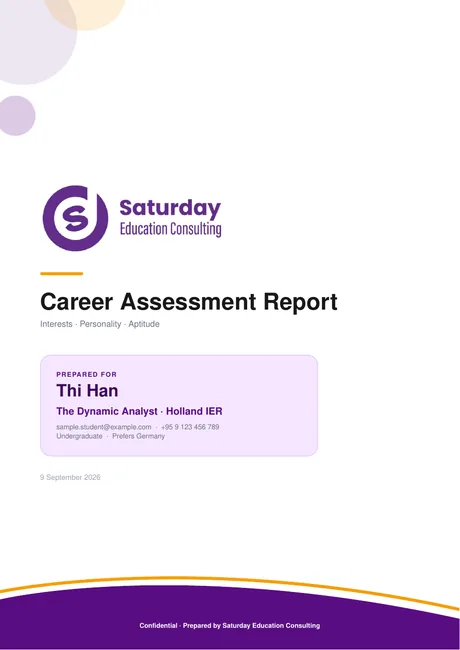 Saturday
Education Consulting
Career Assessment Report
Interests · Personality · Aptitude
PREPARED FOR
Thi Han
The Dynamic Analyst · Holland IER
sample.student@example.com · +95 9 123 456 789
Undergraduate · Prefers Germany
9 September 2026
Confidential · Prepared by Saturday Education Consulting